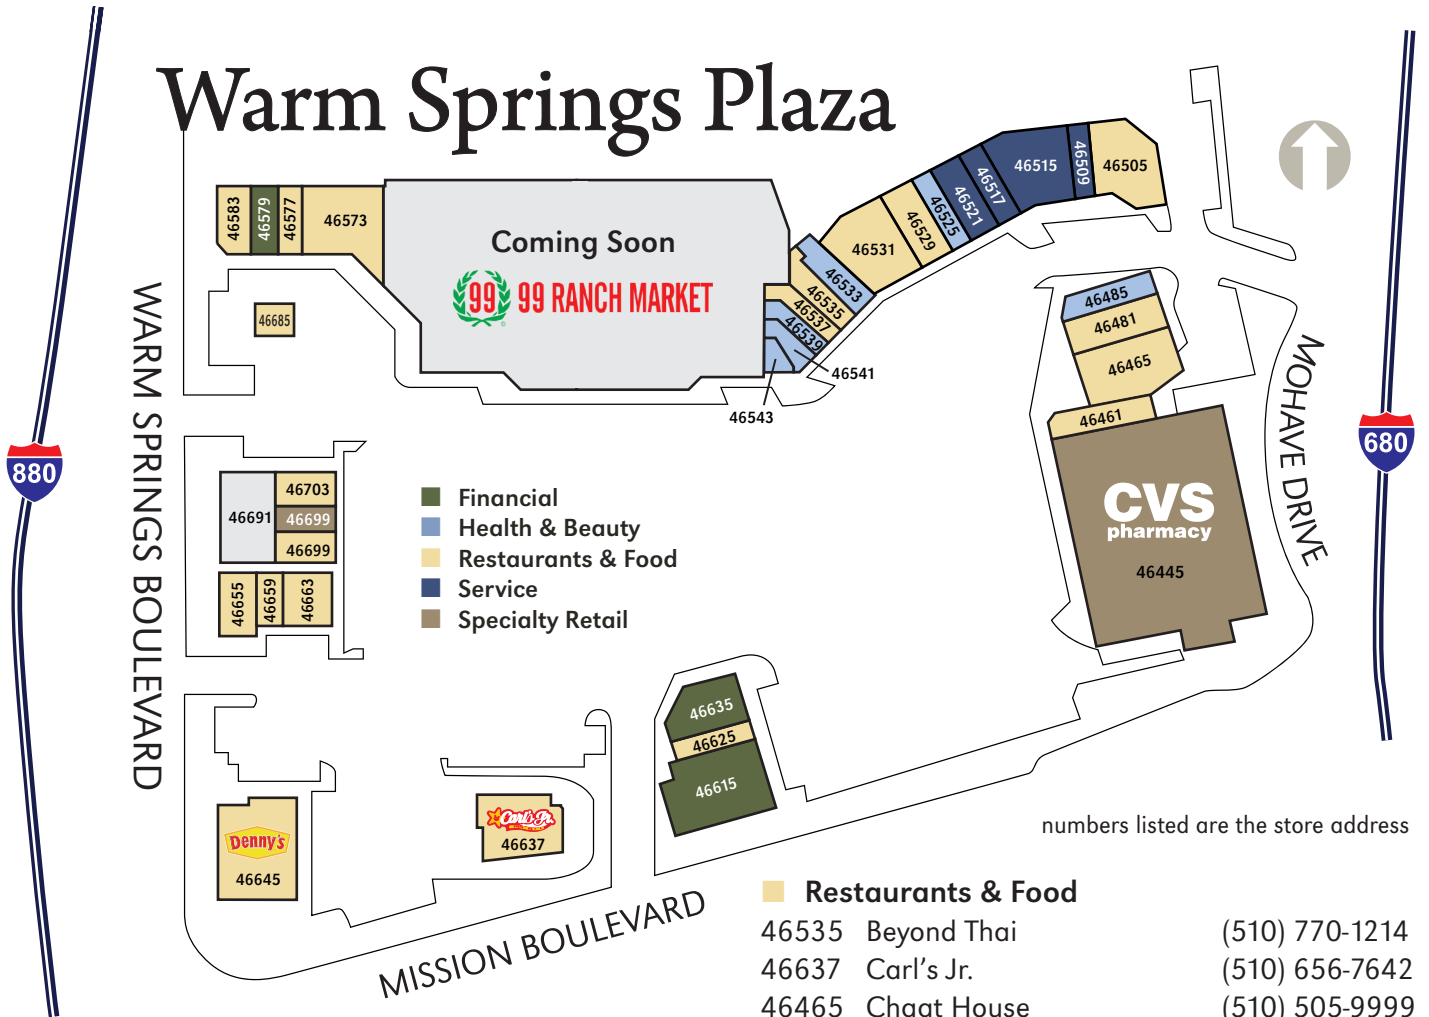 Warm Springs Plaza
46583
46579
46577
46573
Coming Soon
99 99 RANCH MARKET
46531
46529
46525
46521
46517
46515
46509
46505
46533
46535
46537
46539
46541
46543
46685
46485
46481
46465
46461
CVS
pharmacy
46445
WARM SPRINGS BOULEVARD
MOHAVE DRIVE
880
680
46691
46703
46699
46699
46655
46659
46663
Financial
Health & Beauty
Restaurants & Food
Service
Specialty Retail
46635
46625
46615
Denny's
46645
Carl's Jr.
46637
MISSION BOULEVARD
numbers listed are the store address
Restaurants & Food
46535 Beyond Thai (510) 770-1214
46637 Carl's Jr. (510) 656-7642
46465 Chaat House (510) 505-9999